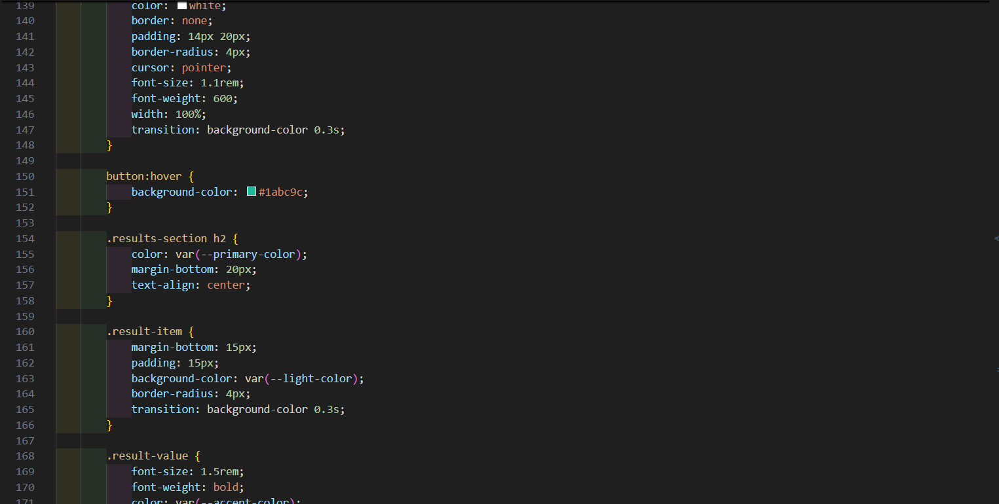 139 color: white;
140 border: none;
141 padding: 14px 20px;
142 border-radius: 4px;
143 cursor: pointer;
144 font-size: 1.1rem;
145 font-weight: 600;
146 width: 100%;
147 transition: background-color 0.3s;
148 }
149
150 button:hover {
151 background-color: #1abc9c;
152 }
153
154 .results-section h2 {
155 color: var(--primary-color);
156 margin-bottom: 20px;
157 text-align: center;
158 }
159
160 .result-item {
161 margin-bottom: 15px;
162 padding: 15px;
163 background-color: var(--light-color);
164 border-radius: 4px;
165 transition: background-color 0.3s;
166 }
167
168 .result-value {
169 font-size: 1.5rem;
170 font-weight: bold;
171 color: var(--accent-color);